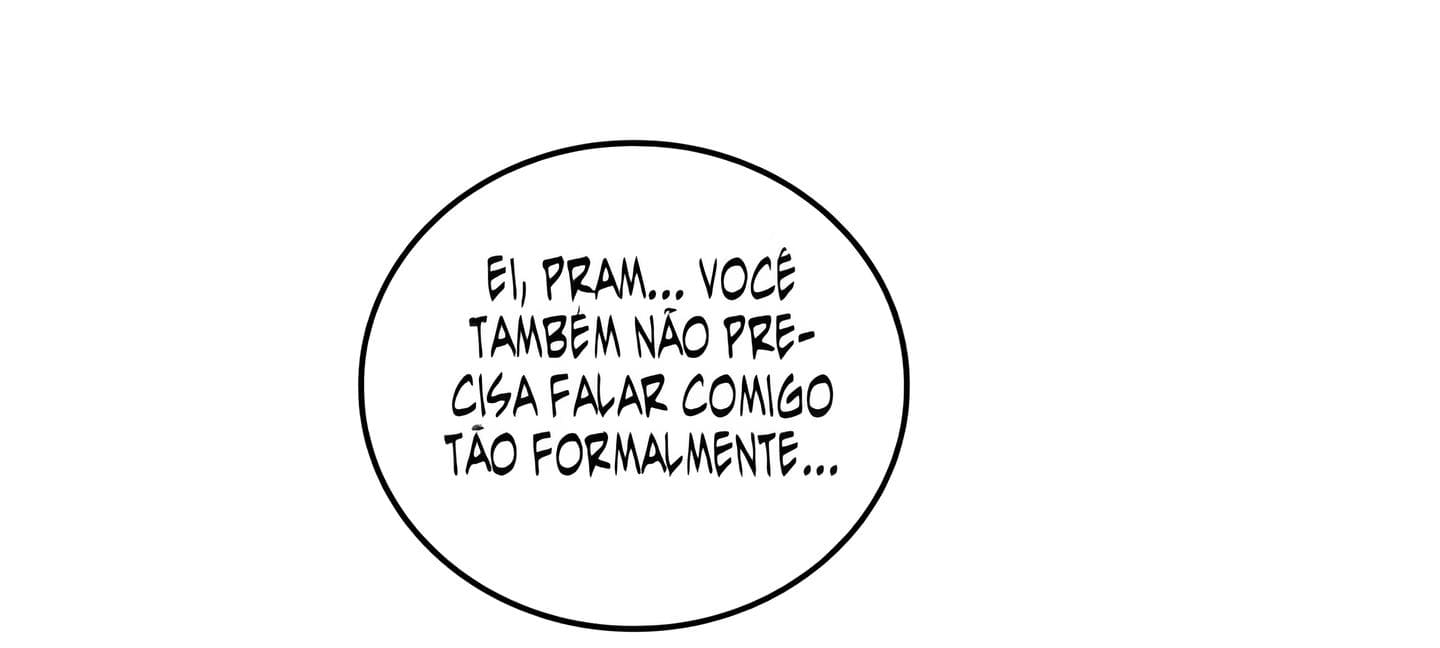 EI, PRAM... VOCÊ
TAMBÉM NÃO PRE-
CISA FALAR COMIGO
TÃO FORMALMENTE...